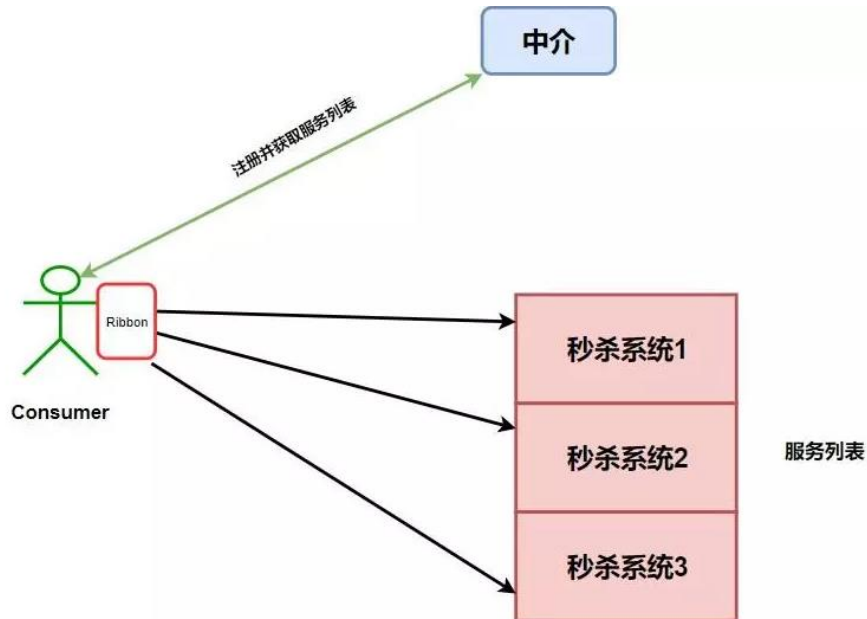 中介
注册并获取服务列表
Ribbon
Consumer
秒杀系统1
秒杀系统2
服务列表
秒杀系统3